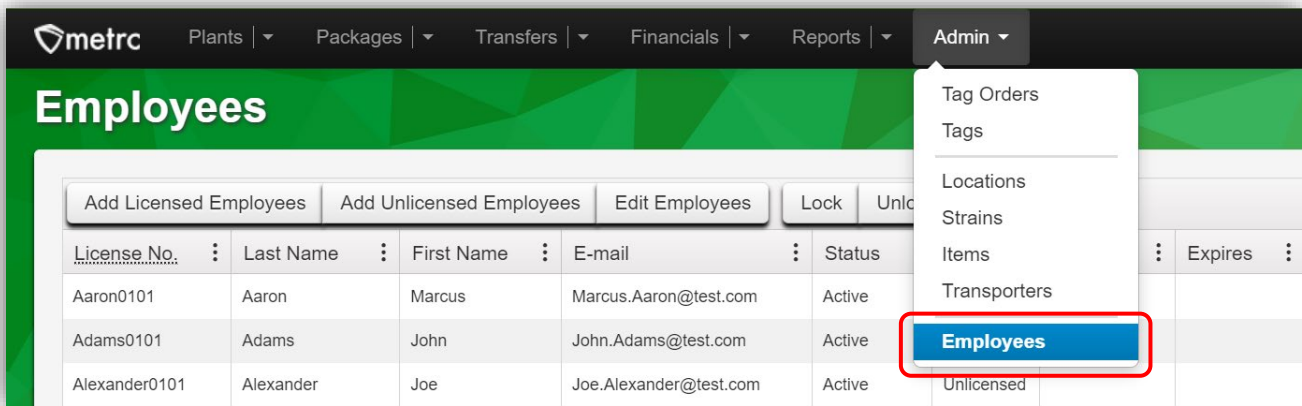 metrc Plants Packages Transfers Financials Reports Admin
Employees
Tag Orders
Tags
Locations
Strains
Items
Transporters
Employees
Add Licensed Employees Add Unlicensed Employees Edit Employees Lock
License No. Last Name First Name E-mail Status Expires
Aaron0101 Aaron Marcus Marcus.Aaron@test.com Active
Adams0101 Adams John John.Adams@test.com Active
Alexander0101 Alexander Joe Joe.Alexander@test.com Active Unlicensed